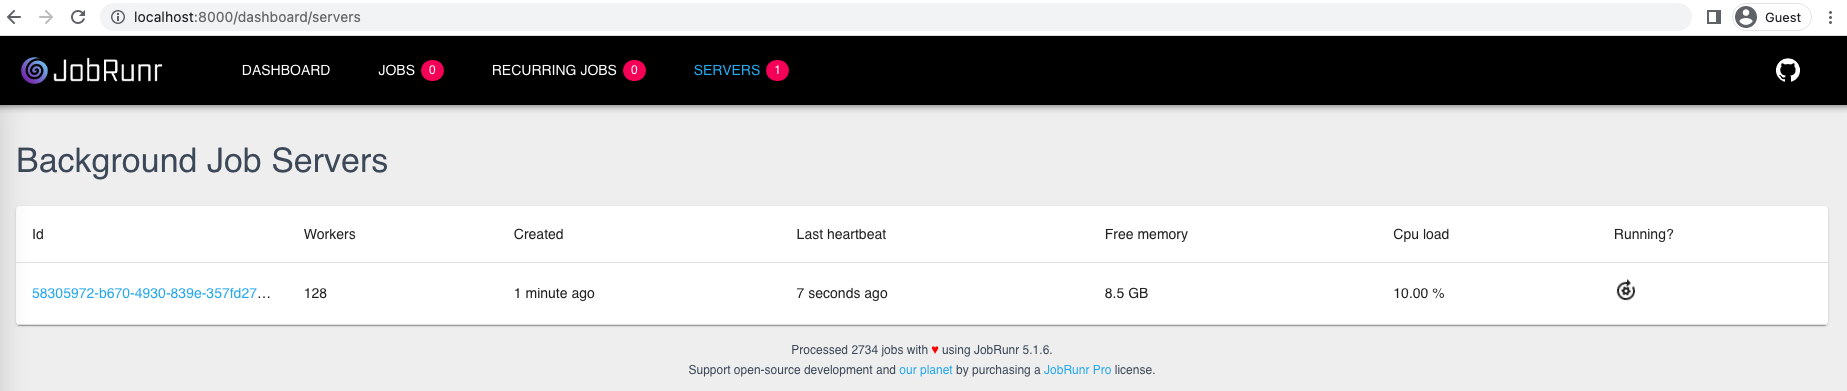 localhost:8000/dashboard/servers
Guest
JobRunr
DASHBOARD JOBS 0 RECURRING JOBS 0 SERVERS 1
Background Job Servers
Id Workers Created Last heartbeat Free memory Cpu load Running?
58305972-b670-4930-839e-357fd27... 128 1 minute ago 7 seconds ago 8.5 GB 10.00 %
Processed 2734 jobs with ♥ using JobRunr 5.1.6.
Support open-source development and our planet by purchasing a JobRunr Pro license.